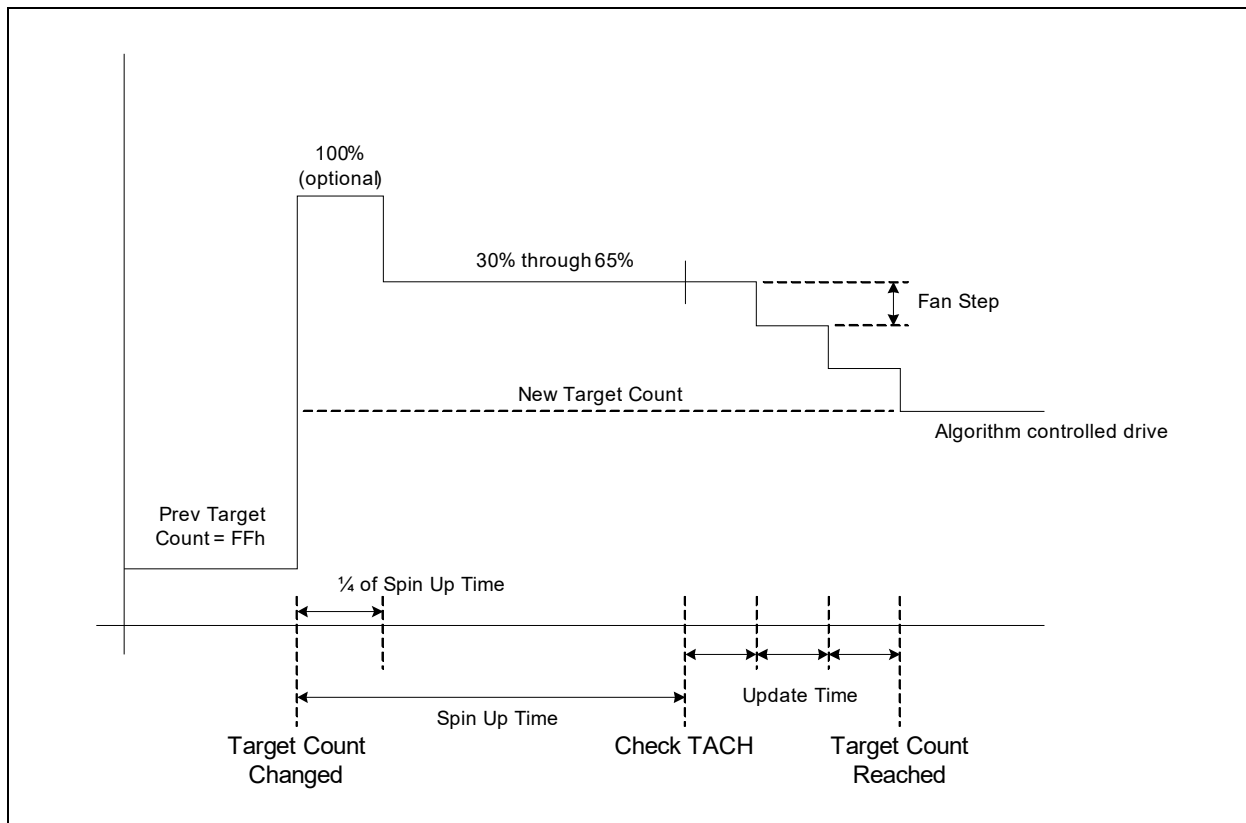 100%
(optional)
30% through 65%
Fan Step
New Target Count
Algorithm controlled drive
Prev Target
Count = FFh
¼ of Spin Up Time
Update Time
Spin Up Time
Target Count
Changed
Check TACH
Target Count
Reached